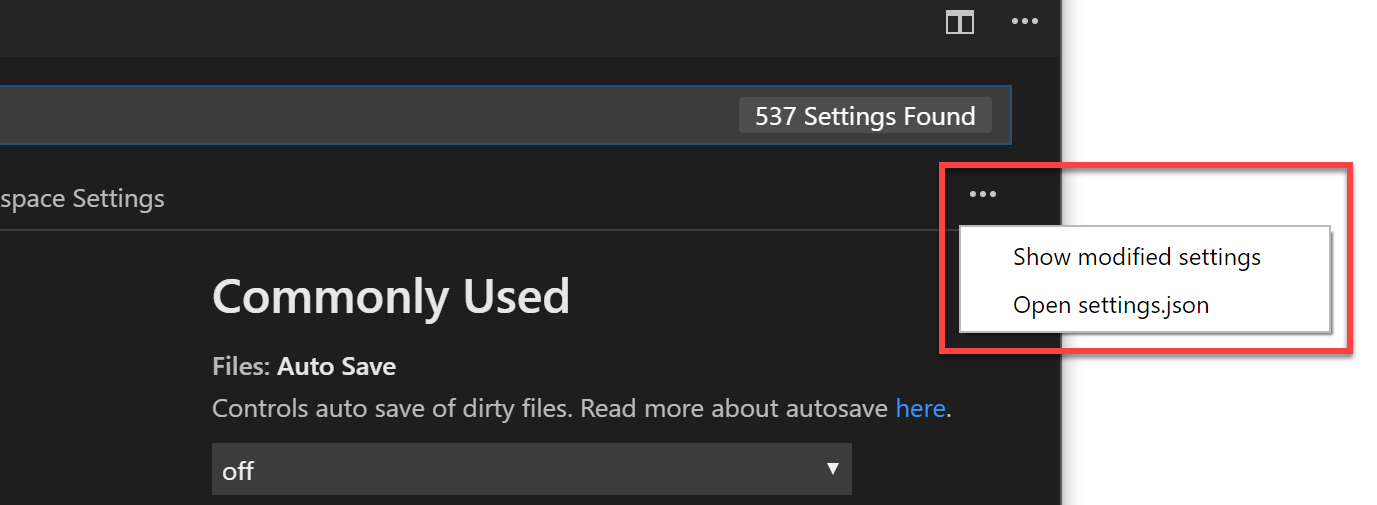 537 Settings Found
space Settings
Show modified settings
Open settings.json
Commonly Used
Files: Auto Save
Controls auto save of dirty files. Read more about autosave here.
off